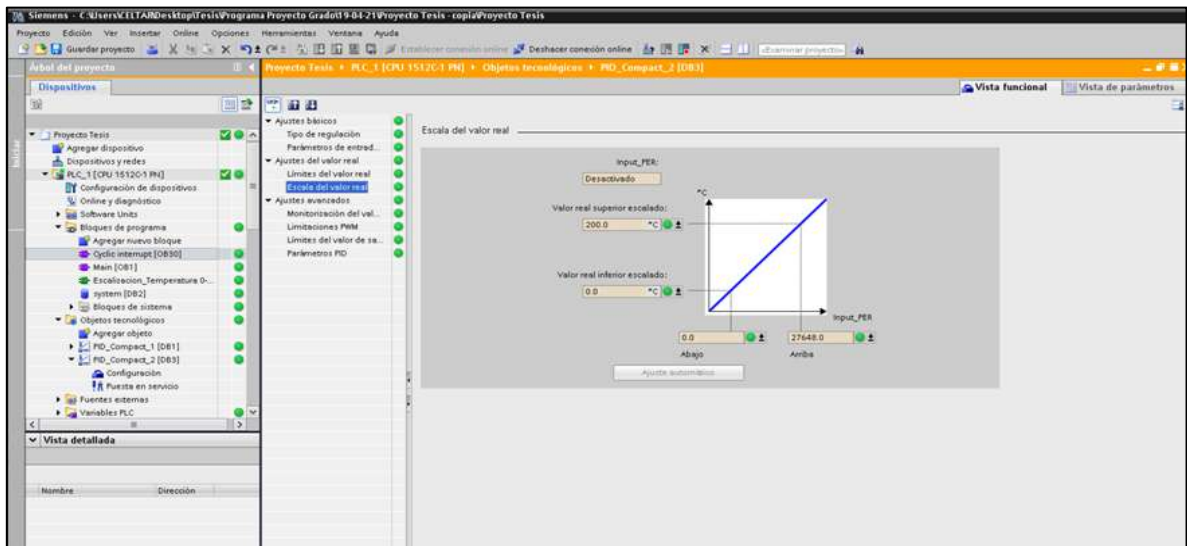 Siemens - C:\Users\CELTAR\Desktop\Tesis\Programa Proyecto Grado\19-04-21\Proyecto Tesis - copia\Proyecto Tesis
Proyecto Edición Ver Insertar Online Opciones Herramientas Ventana Ayuda
Guardar proyecto Establecer conexión online Deshacer conexión online <Examinar proyecto>
Árbol del proyecto
Proyecto Tesis PLC_1 [CPU 1512C-1 PN] Objetos tecnológicos PID_Compact_2 [DB3]
Dispositivos
Vista funcional Vista de parámetros
Iniciar
Proyecto Tesis
Agregar dispositivo
Dispositivos y redes
PLC_1 [CPU 1512C-1 PN]
Configuración de dispositivos
Online y diagnóstico
Software Units
Bloques de programa
Agregar nuevo bloque
Cyclic interrupt [OB30]
Main [OB1]
Escalizacion_Temperatura 0-...
system [DB2]
Bloques de sistema
Objetos tecnológicos
Agregar objeto
PID_Compact_1 [DB1]
PID_Compact_2 [DB3]
Configuración
Puesta en servicio
Fuentes externas
Variables PLC
Vista detallada
Nombre Dirección
Ajustes básicos
Tipo de regulación
Parámetros de entrad...
Ajustes del valor real
Límites del valor real
Escala del valor real
Ajustes avanzados
Monitorización del val...
Limitaciones PWM
Límites del valor de sa...
Parámetros PID
Escala del valor real
Input_PER:
Desactivado
°C
Valor real superior escalado:
200.0 °C
Valor real inferior escalado:
0.0 °C
Input_PER
0.0 27648.0
Abajo Arriba
Ajuste automático